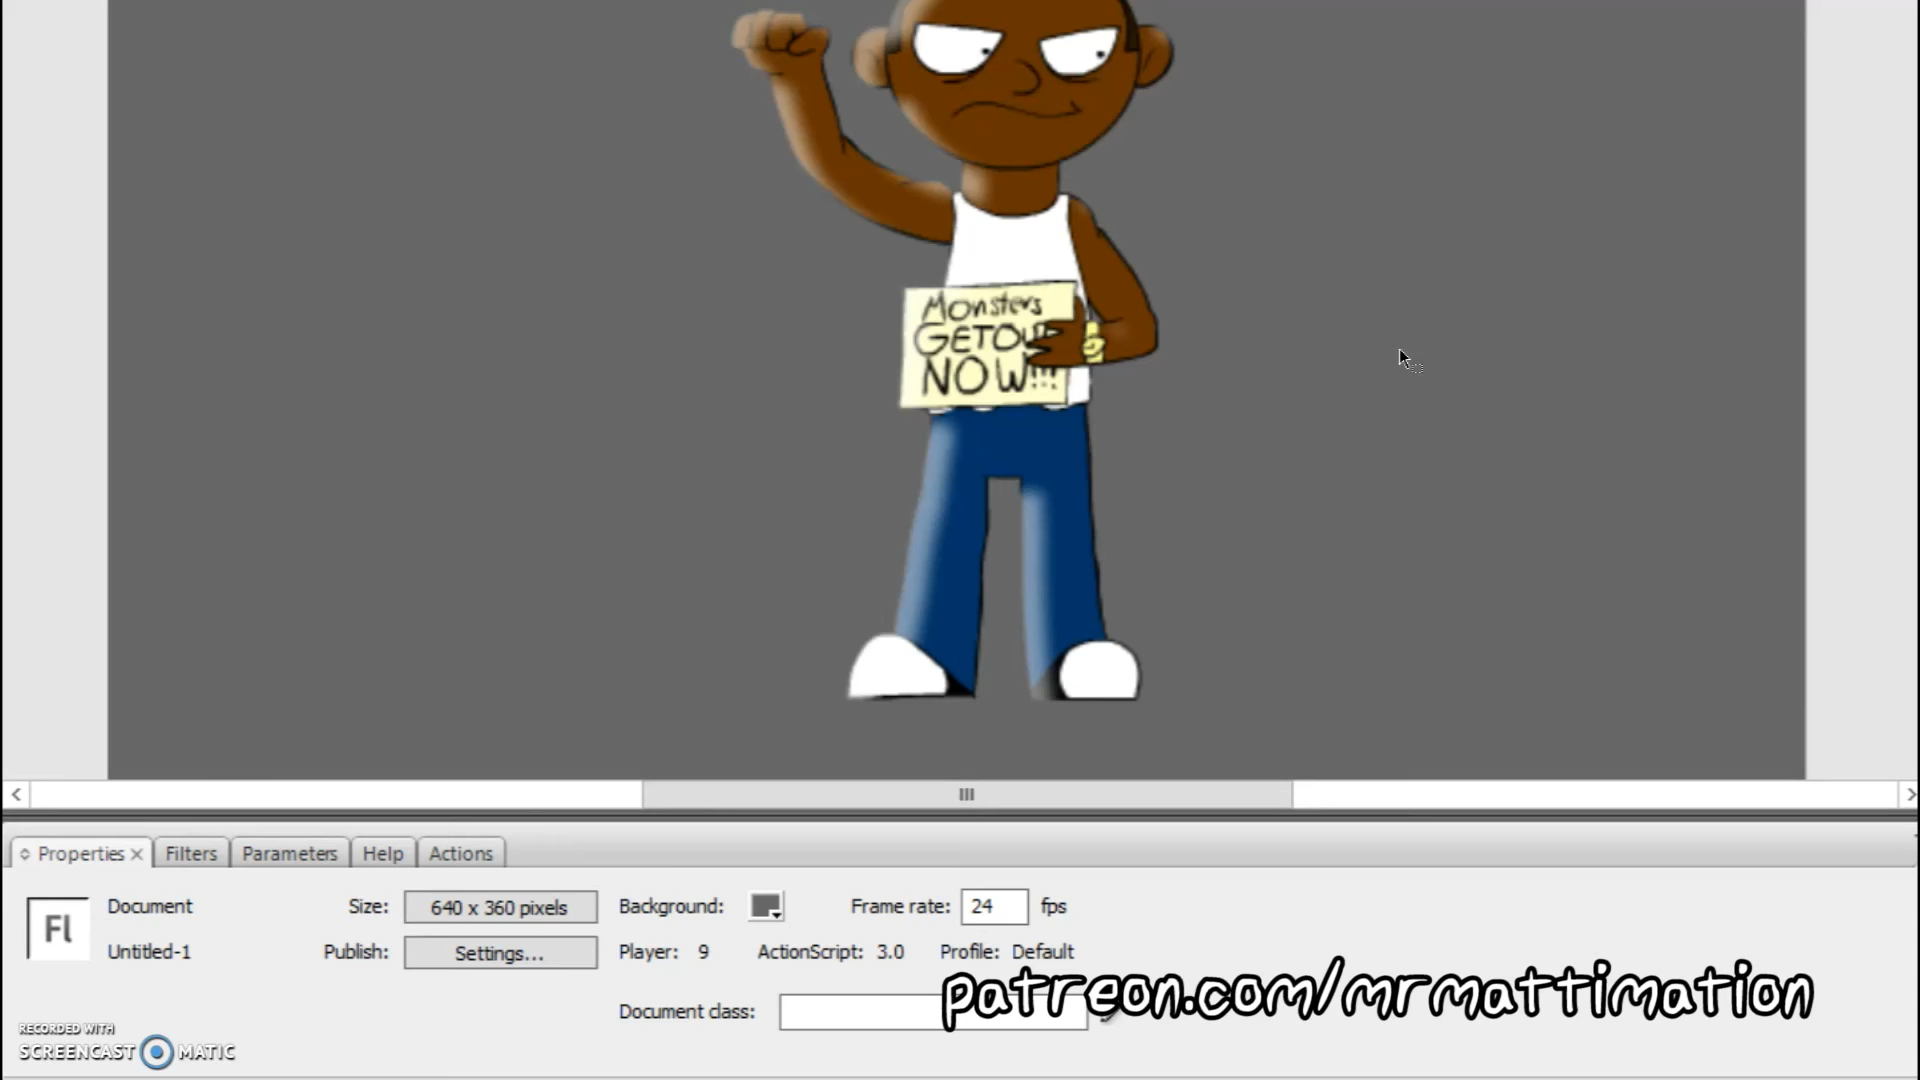 Monsters
GETOU
NOW!!!
Properties
Filters
Parameters
Help
Actions
Fl
Document
Size:
640 x 360 pixels
Background:
Frame rate:
24
fps
Untitled-1
Publish:
Settings...
Player: 9
ActionScript: 3.0
Profile: Default
Document class:
patreon.com/mrmattimation
RECORDED WITH
SCREENCAST MATIC